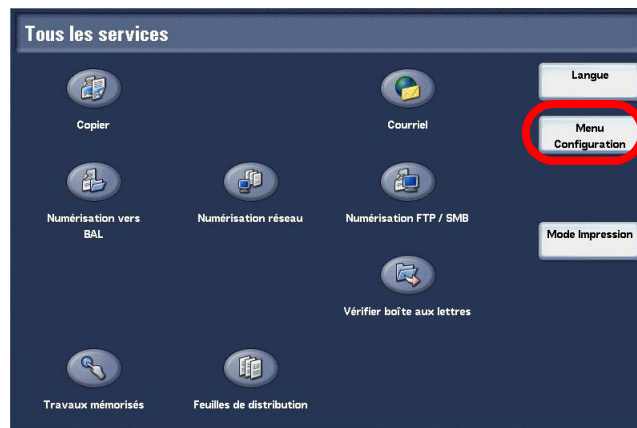 Tous les services
Langue
Copier
Courriel
Menu
Configuration
Numérisation vers
BAL
Numérisation réseau
Numérisation FTP / SMB
Mode Impression
Vérifier boîte aux lettres
Travaux mémorisés
Feuilles de distribution